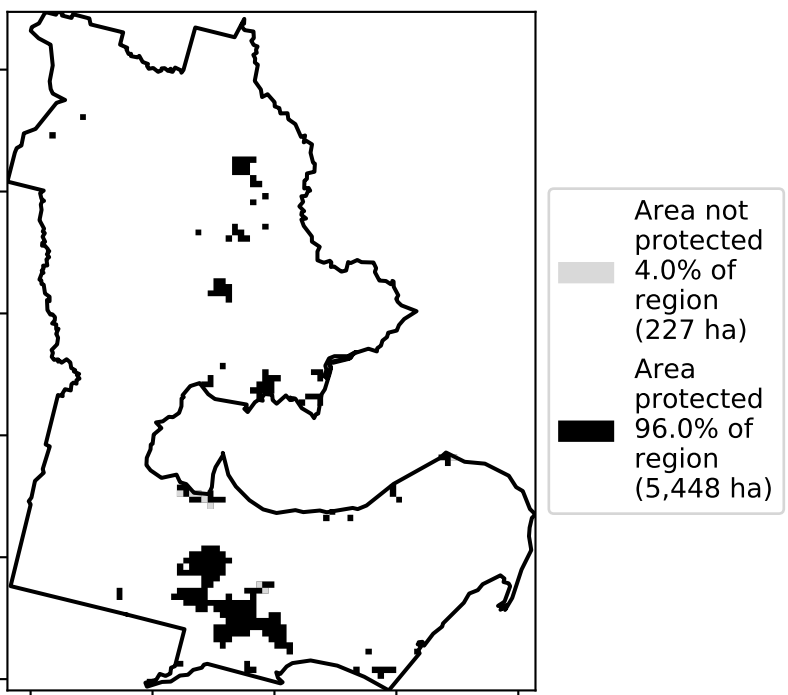 Area not
protected
4.0% of
region
(227 ha)
Area
protected
96.0% of
region
(5,448 ha)